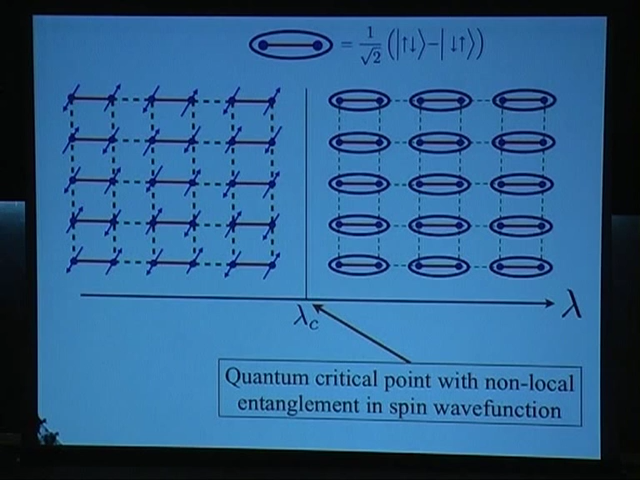 = 1/√2 (|↑↓⟩−|↓↑⟩)
λ
λc
Quantum critical point with non-local
entanglement in spin wavefunction